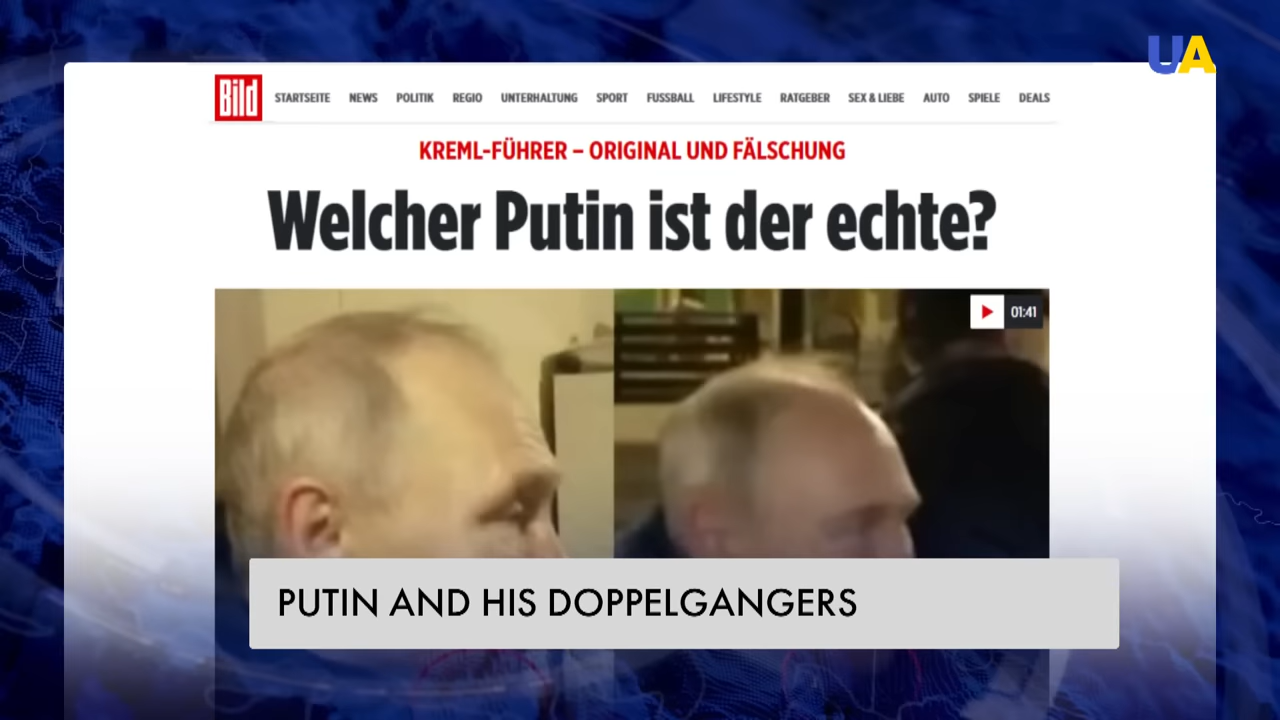 UA
Bild
STARTSEITE NEWS POLITIK REGIO UNTERHALTUNG SPORT FUSSBALL LIFESTYLE RATGEBER SEX & LIEBE AUTO SPIELE DEALS
KREML-FÜHRER – ORIGINAL UND FÄLSCHUNG
Welcher Putin ist der echte?
01:41
PUTIN AND HIS DOPPELGANGERS